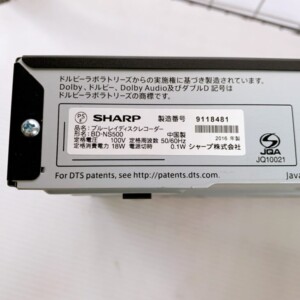 ドルビーラボラトリーズからの実施権に基づき製造されています。
Dolby、ドルビー、Dolby Audio及びダブルD 記号は
ドルビーラボラトリーズの商標です。
PS E
SHARP 製造番号 9118481
品名：ブルーレイディスクレコーダー 2016 年製
形名：BD-NS500 中国製
定格電圧 100V 定格周波数 50/60Hz
定格消費電力 18W 電源切時 0.1W シャープ株式会社
JQA
JQ10021
For DTS patents, see http://patents.dts.com.
java